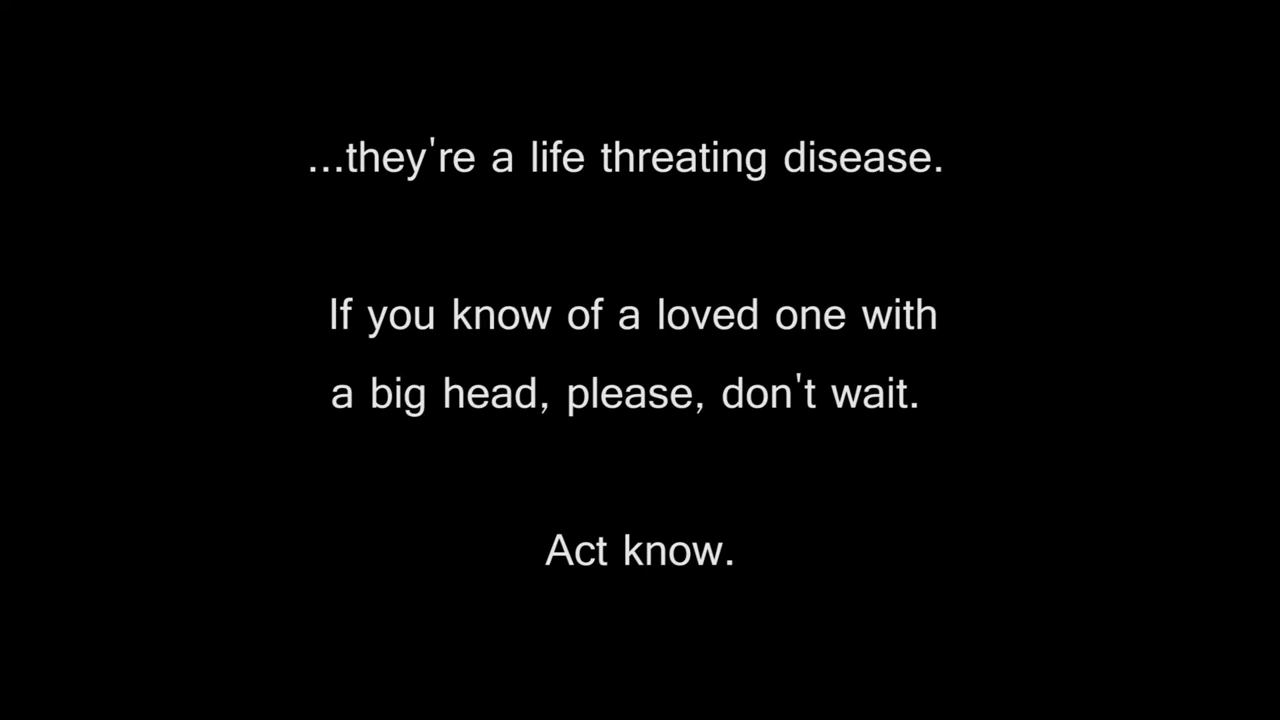 ...they're a life threating disease.
If you know of a loved one with
a big head, please, don't wait.
Act know.